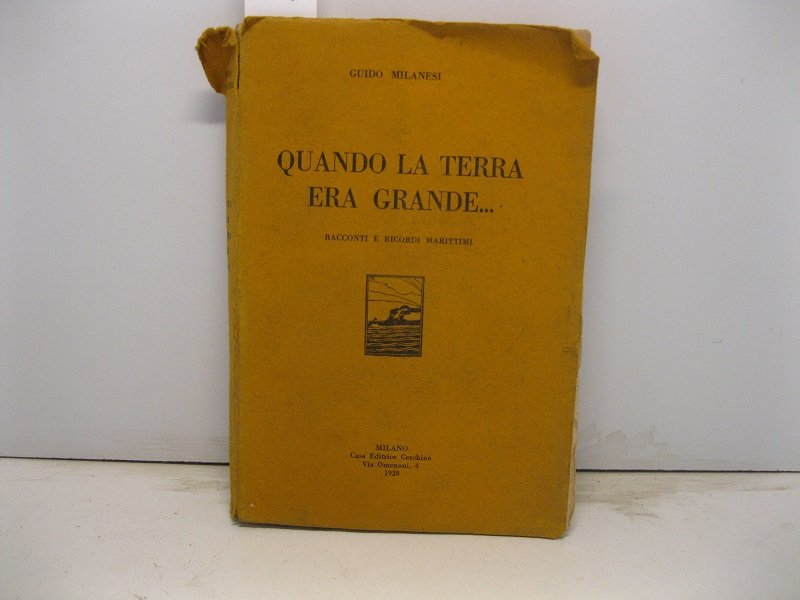 GUIDO MILANESI
QUANDO LA TERRA
ERA GRANDE...
RACCONTI E RICORDI MARITTIMI
MILANO
Casa Editrice Ceschina
Via Omenoni, 4
1928